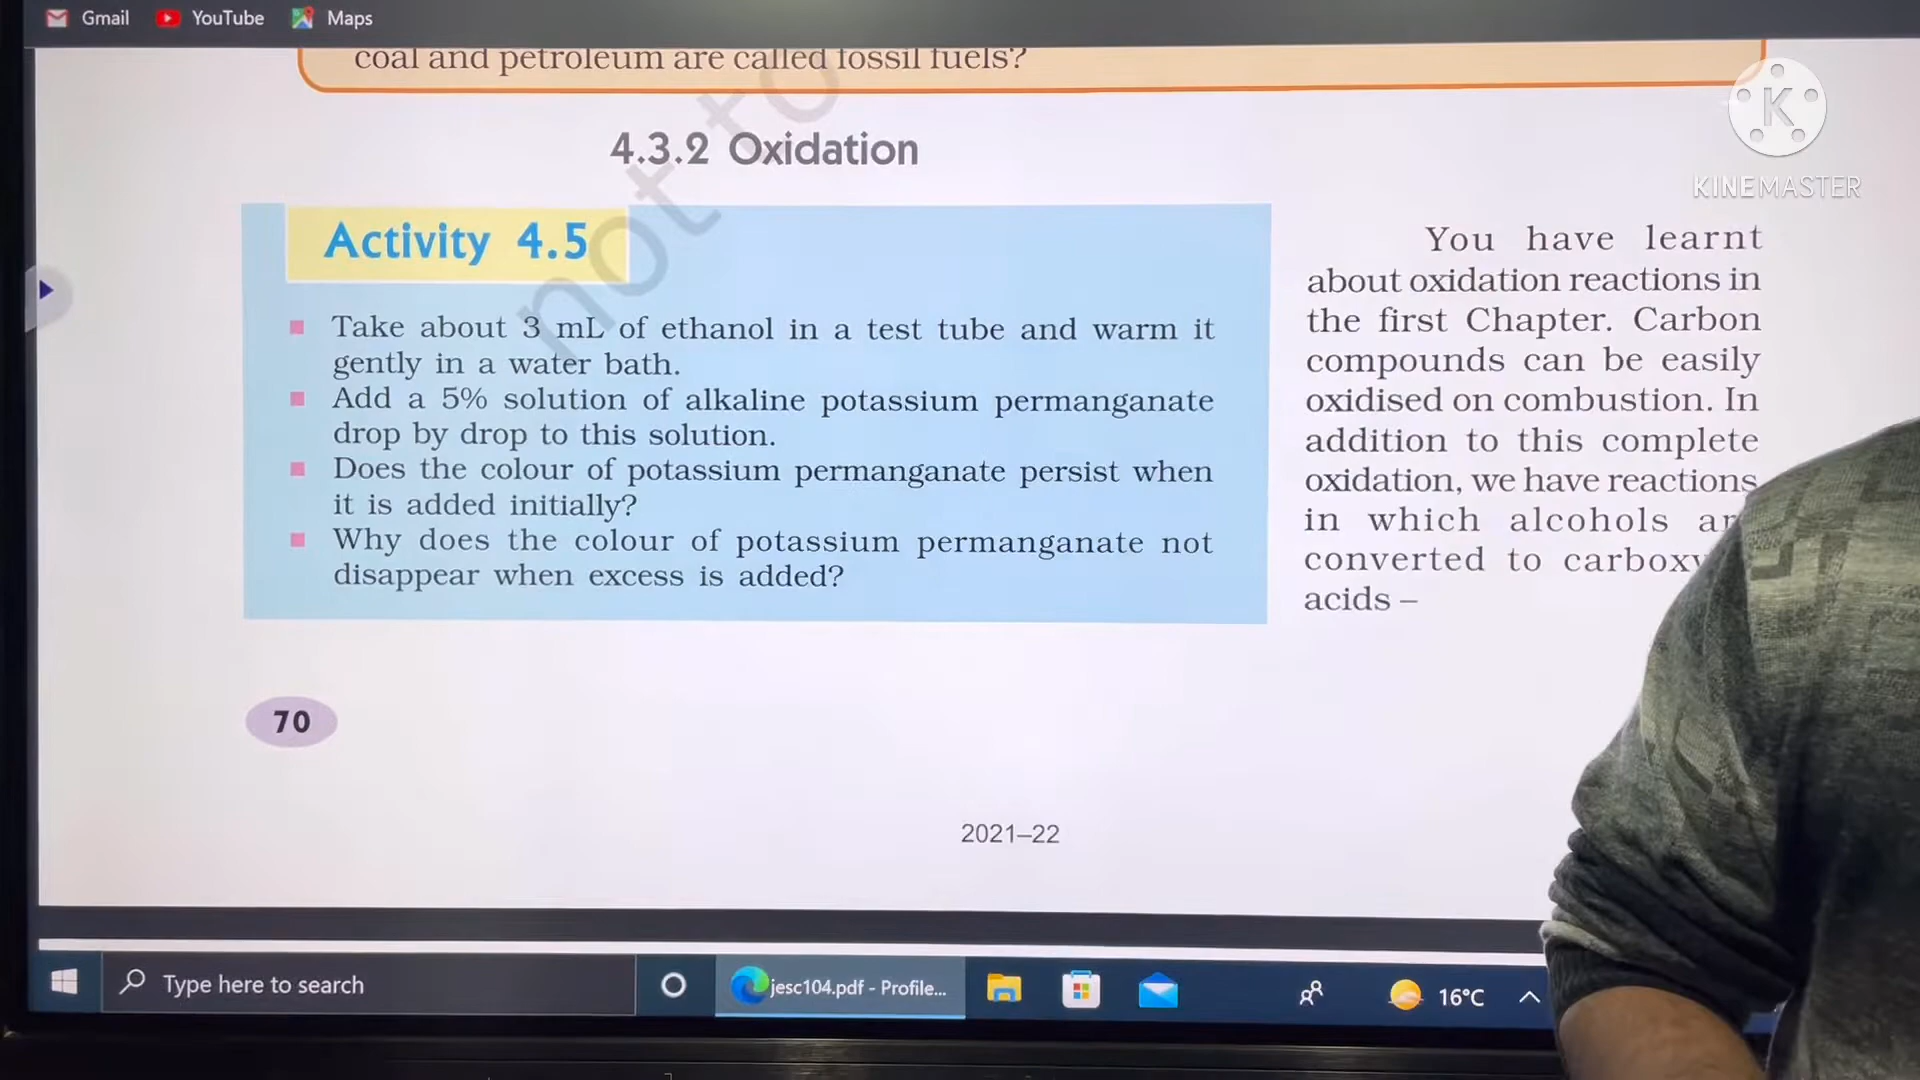 Gmail YouTube Maps
coal and petroleum are called fossil fuels?
KINEMASTER
4.3.2 Oxidation
not to
Activity 4.5
Take about 3 mL of ethanol in a test tube and warm it
gently in a water bath.
Add a 5% solution of alkaline potassium permanganate
drop by drop to this solution.
Does the colour of potassium permanganate persist when
it is added initially?
Why does the colour of potassium permanganate not
disappear when excess is added?
You have learnt
about oxidation reactions in
the first Chapter. Carbon
compounds can be easily
oxidised on combustion. In
addition to this complete
oxidation, we have reactions
in which alcohols
converted to
acids –
70
2021–22
Type here to search
jesc104.pdf - Profile...
16°C